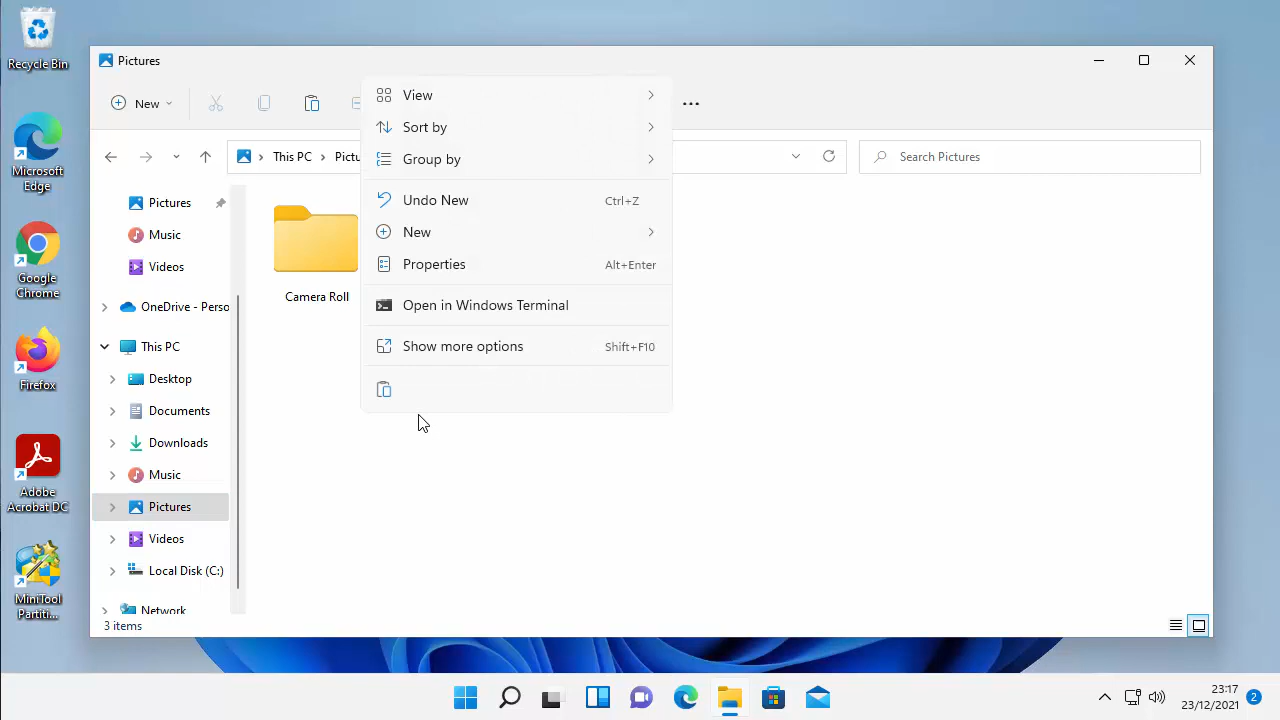 Recycle Bin
Microsoft
Edge
Google
Chrome
Firefox
Adobe
Acrobat DC
MiniTool
Partiti...
Pictures
New
This PC
Pictu
Search Pictures
Pictures
Music
Videos
OneDrive - Perso
This PC
Desktop
Documents
Downloads
Music
Pictures
Videos
Local Disk (C:)
Network
3 items
Camera Roll
View
Sort by
Group by
Undo New Ctrl+Z
New
Properties Alt+Enter
Open in Windows Terminal
Show more options Shift+F10
23:17
23/12/2021
2